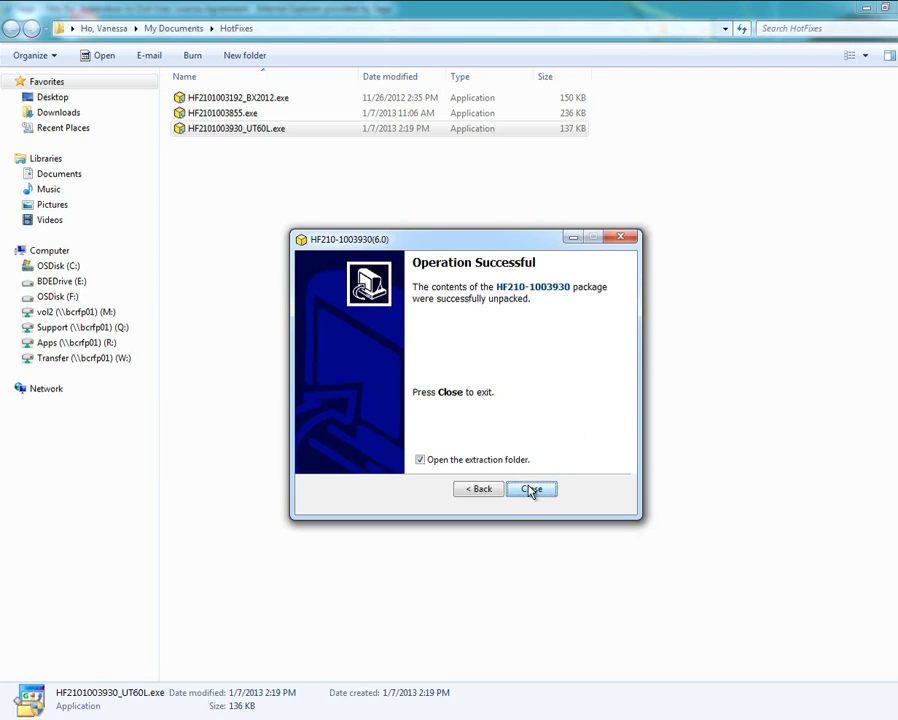 Ho, Vanessa ▸ My Documents ▸ HotFixes
Search HotFixes
Organize Open E-mail Burn New folder
Name Date modified Type Size
Favorites
Desktop
Downloads
Recent Places
Libraries
Documents
Music
Pictures
Videos
Computer
OSDisk (C:)
BDEDrive (E:)
OSDisk (F:)
vol2 (\\bcrfp01) (M:)
Support (\\bcrfp01) (Q:)
Apps (\\bcrfp01) (R:)
Transfer (\\bcrfp01) (W:)
Network
HF2101003192_BX2012.exe 11/26/2012 2:35 PM Application 150 KB
HF2101003855.exe 1/7/2013 11:06 AM Application 236 KB
HF2101003930_UT60L.exe 1/7/2013 2:19 PM Application 137 KB
HF210-1003930(6.0)
Operation Successful
The contents of the HF210-1003930 package
were successfully unpacked.
Press Close to exit.
Open the extraction folder.
< Back Close
HF2101003930_UT60L.exe Date modified: 1/7/2013 2:19 PM Date created: 1/7/2013 2:19 PM
Application Size: 136 KB